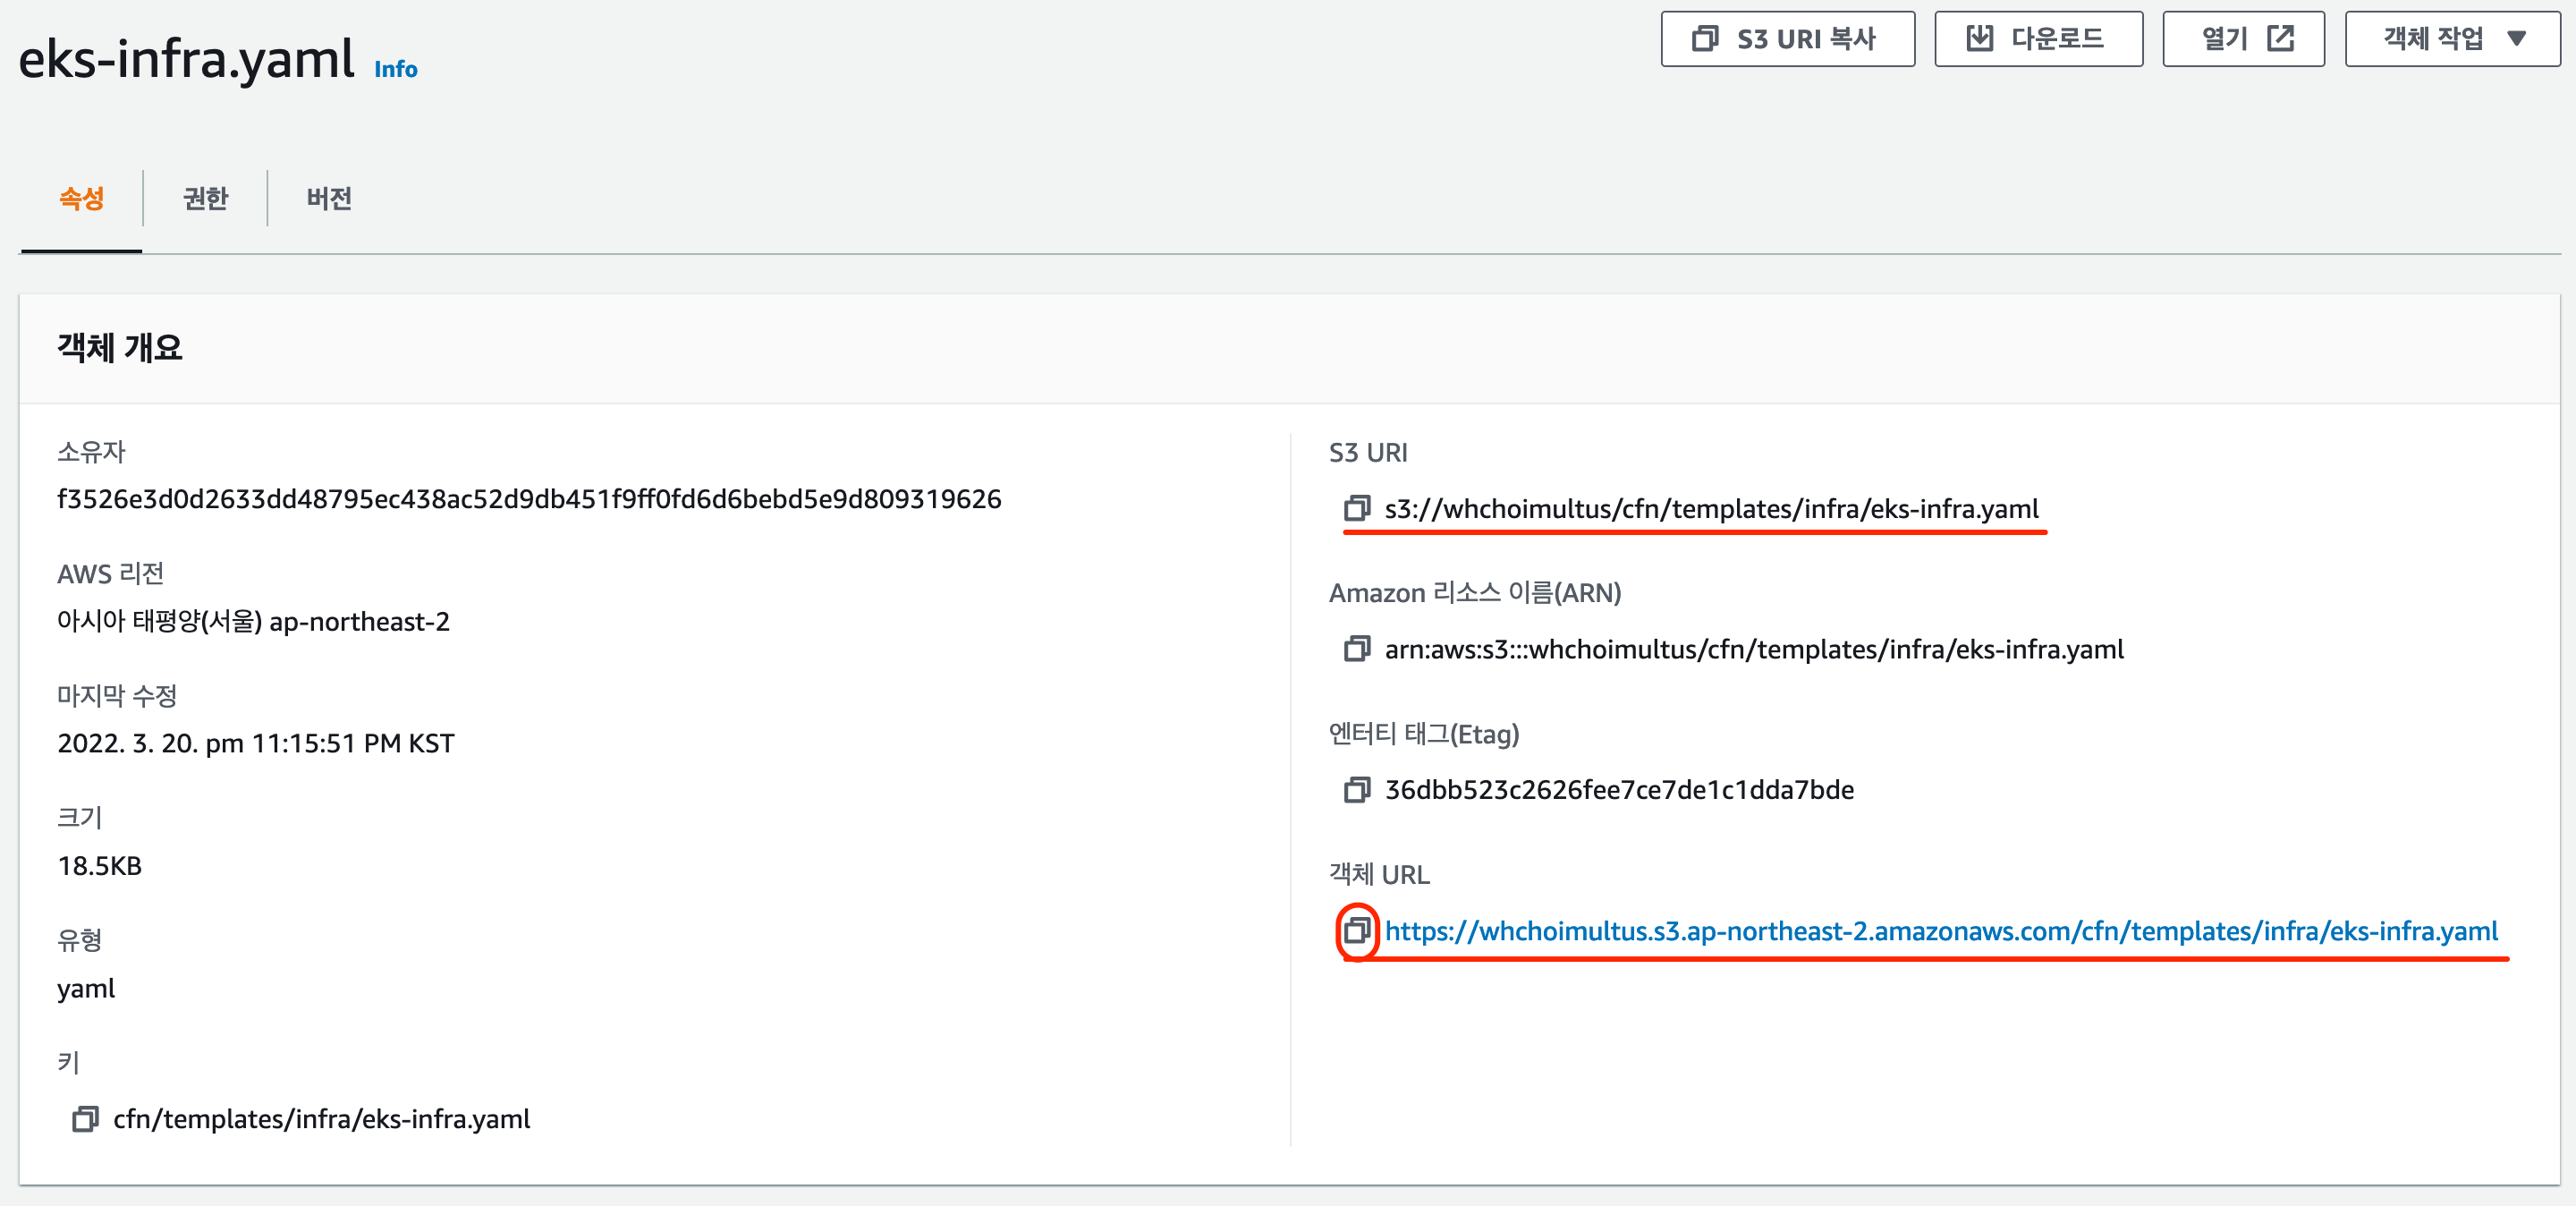 eks-infra.yaml Info
S3 URI 복사
다운로드
열기
객체 작업
속성
권한
버전
객체 개요
소유자
f3526e3d0d2633dd48795ec438ac52d9db451f9ff0fd6d6bebd5e9d809319626
AWS 리전
아시아 태평양(서울) ap-northeast-2
마지막 수정
2022. 3. 20. pm 11:15:51 PM KST
크기
18.5KB
유형
yaml
키
cfn/templates/infra/eks-infra.yaml
S3 URI
s3://whchoimultus/cfn/templates/infra/eks-infra.yaml
Amazon 리소스 이름(ARN)
arn:aws:s3:::whchoimultus/cfn/templates/infra/eks-infra.yaml
엔터티 태그(Etag)
36dbb523c2626fee7ce7de1c1dda7bde
객체 URL
https://whchoimultus.s3.ap-northeast-2.amazonaws.com/cfn/templates/infra/eks-infra.yaml